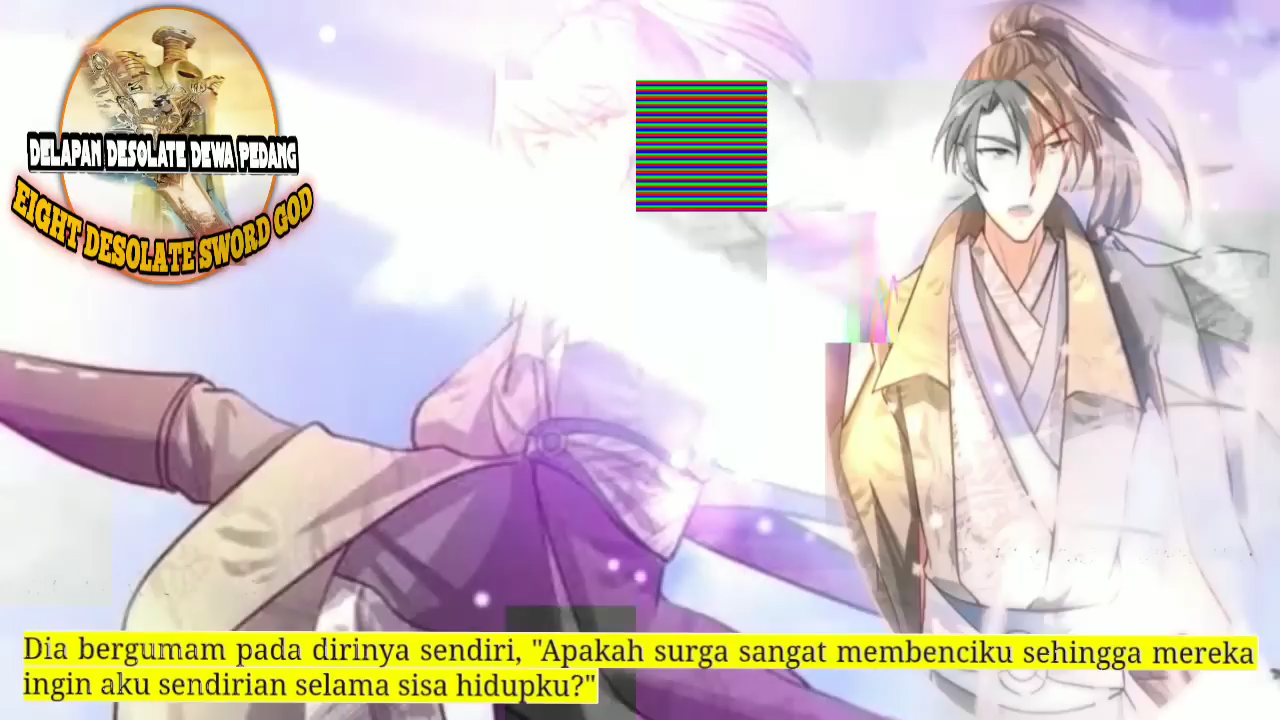 DELAPAN DESOLATE DEWA PEDANG
EIGHT DESOLATE SWORD GOD
Dia bergumam pada dirinya sendiri, "Apakah surga sangat membenciku sehingga mereka
ingin aku sendirian selama sisa hidupku?"